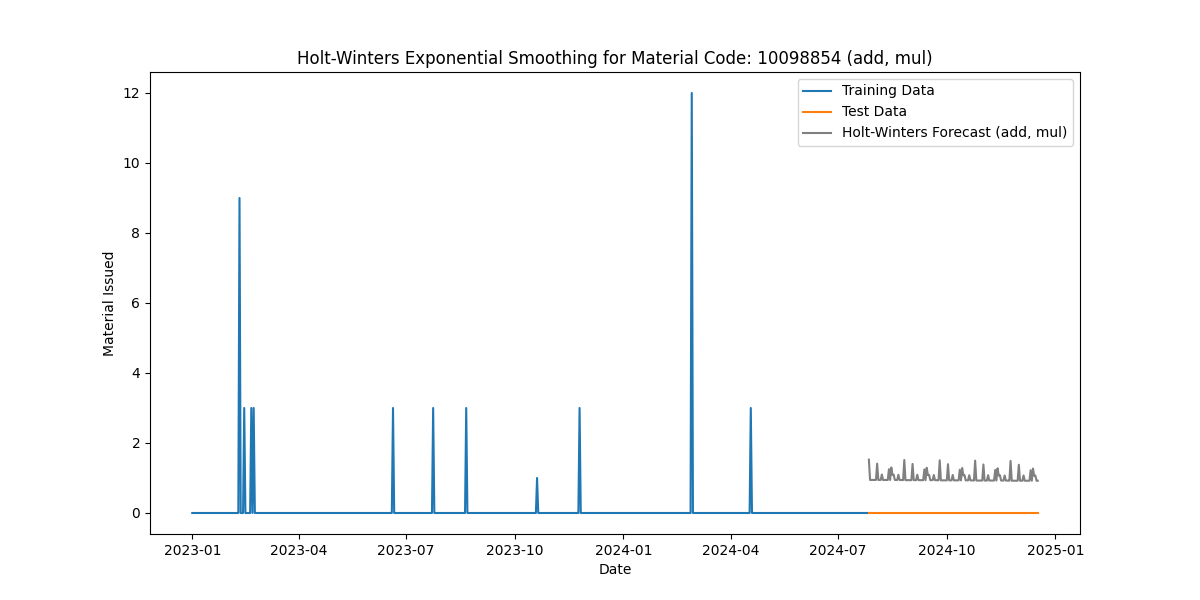 Holt-Winters Exponential Smoothing for Material Code: 10098854 (add, mul)
Training Data
Test Data
Holt-Winters Forecast (add, mul)
Material Issued
12
10
8
6
4
2
0
2023-01
2023-04
2023-07
2023-10
2024-01
2024-04
2024-07
2024-10
2025-01
Date